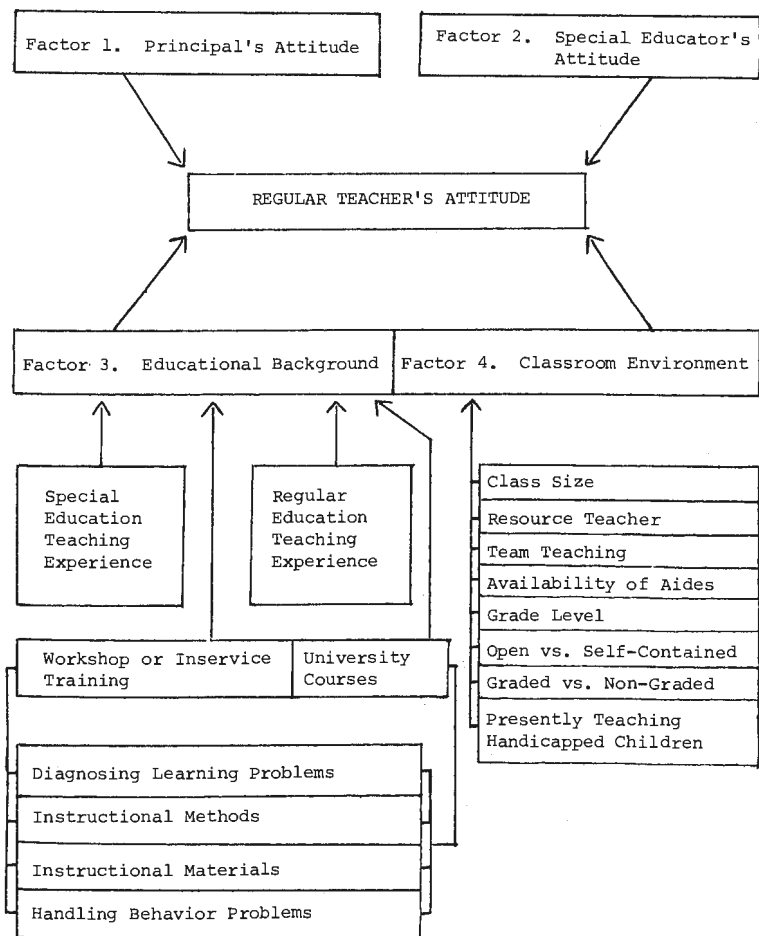 Factor 1. Principal's Attitude
Factor 2. Special Educator's
Attitude
REGULAR TEACHER'S ATTITUDE
Factor 3. Educational Background
Factor 4. Classroom Environment
Special
Education
Teaching
Experience
Regular
Education
Teaching
Experience
Class Size
Resource Teacher
Team Teaching
Availability of Aides
Grade Level
Open vs. Self-Contained
Graded vs. Non-Graded
Presently Teaching
Handicapped Children
Workshop or Inservice
Training
University
Courses
Diagnosing Learning Problems
Instructional Methods
Instructional Materials
Handling Behavior Problems